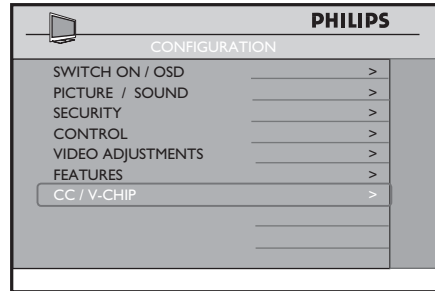 PHILIPS
CONFIGURATION
SWITCH ON / OSD >
PICTURE / SOUND >
SECURITY >
CONTROL >
VIDEO ADJUSTMENTS >
FEATURES >
CC / V-CHIP >